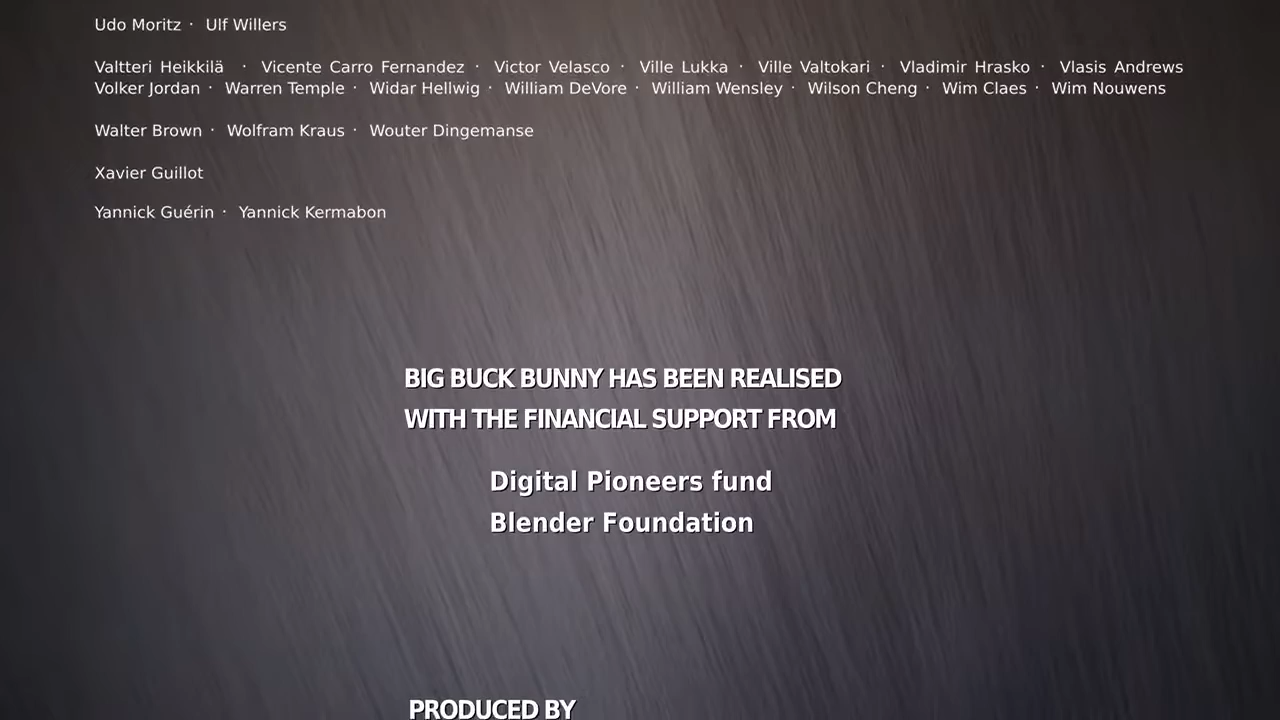 Udo Moritz · Ulf Willers
Valtteri Heikkilä · Vicente Carro Fernandez · Victor Velasco · Ville Lukka · Ville Valtokari · Vladimir Hrasko · Vlasis Andrews
Volker Jordan · Warren Temple · Widar Hellwig · William DeVore · William Wensley · Wilson Cheng · Wim Claes · Wim Nouwens
Walter Brown · Wolfram Kraus · Wouter Dingemanse
Xavier Guillot
Yannick Guérin · Yannick Kermabon
BIG BUCK BUNNY HAS BEEN REALISED
WITH THE FINANCIAL SUPPORT FROM
Digital Pioneers fund
Blender Foundation
PRODUCED BY